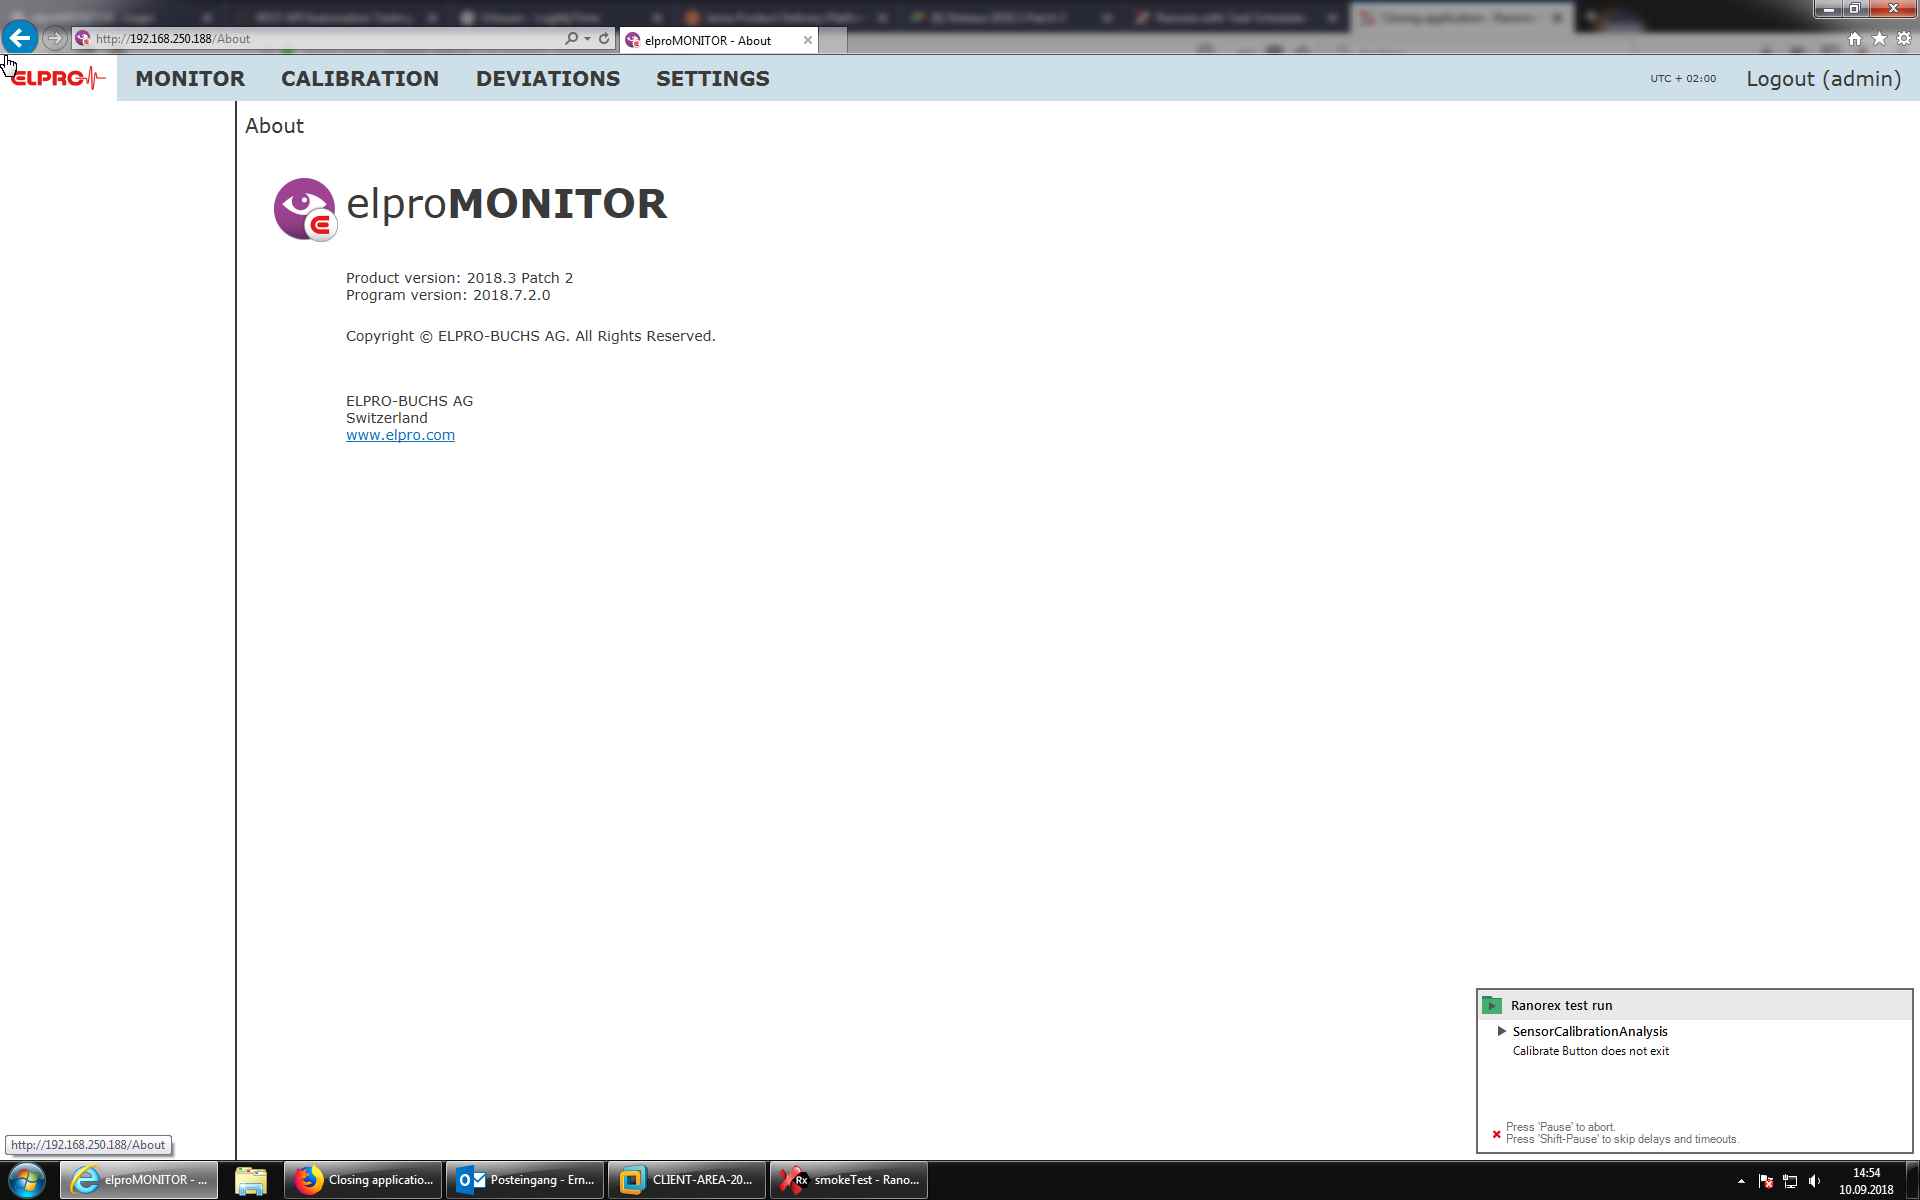 http://192.168.250.188/About
elproMONITOR - About
ELPRO
MONITOR
CALIBRATION
DEVIATIONS
SETTINGS
UTC + 02:00
Logout (admin)
About
elproMONITOR
Product version: 2018.3 Patch 2
Program version: 2018.7.2.0
Copyright © ELPRO-BUCHS AG. All Rights Reserved.
ELPRO-BUCHS AG
Switzerland
www.elpro.com
Ranorex test run
SensorCalibrationAnalysis
Calibrate Button does not exit
Press 'Pause' to abort.
Press 'Shift-Pause' to skip delays and timeouts.
http://192.168.250.188/About
elproMONITOR - ...
Closing applicatio...
Posteingang - Ern...
CLIENT-AREA-20...
Rx
smokeTest - Rano...
14:54
10.09.2018